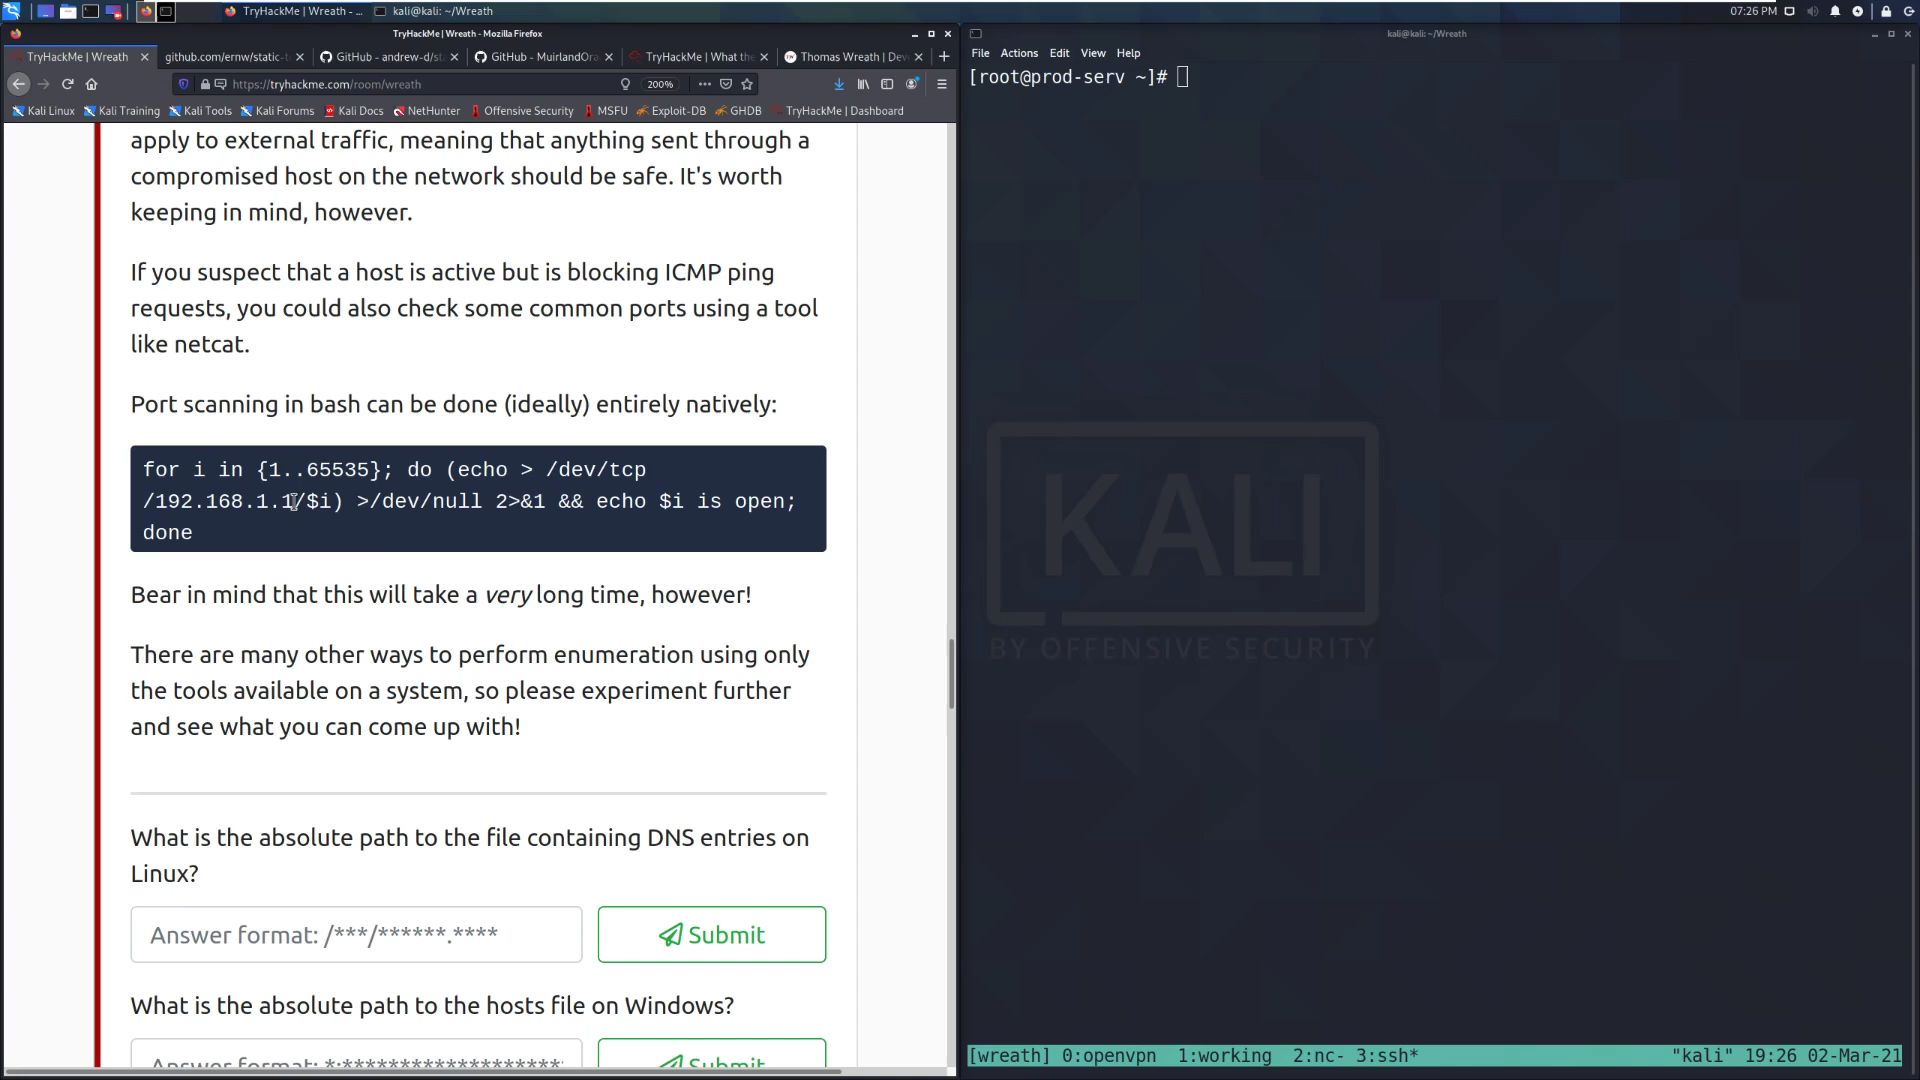 TryHackMe | Wreath - ...
kali@kali: ~/Wreath
07:26 PM
TryHackMe | Wreath - Mozilla Firefox
TryHackMe | Wreath
github.com/ernw/static-t
GitHub - andrew-d/st
GitHub - MuirlandOra
TryHackMe | What the
Thomas Wreath | Dev
https://tryhackme.com/room/wreath
200%
Kali Linux
Kali Training
Kali Tools
Kali Forums
Kali Docs
NetHunter
Offensive Security
MSFU
Exploit-DB
GHDB
TryHackMe | Dashboard
apply to external traffic, meaning that anything sent through a
compromised host on the network should be safe. It's worth
keeping in mind, however.
If you suspect that a host is active but is blocking ICMP ping
requests, you could also check some common ports using a tool
like netcat.
Port scanning in bash can be done (ideally) entirely natively:
for i in {1..65535}; do (echo > /dev/tcp
/192.168.1.1/$i) >/dev/null 2>&1 && echo $i is open;
done
Bear in mind that this will take a very long time, however!
There are many other ways to perform enumeration using only
the tools available on a system, so please experiment further
and see what you can come up with!
What is the absolute path to the file containing DNS entries on
Linux?
Answer format: /***/******.****
Submit
What is the absolute path to the hosts file on Windows?
Submit
kali@kali: ~/Wreath
File Actions Edit View Help
[root@prod-serv ~]#
KALI
BY OFFENSIVE SECURITY
[wreath] 0:openvpn 1:working 2:nc- 3:ssh*
"kali" 19:26 02-Mar-21